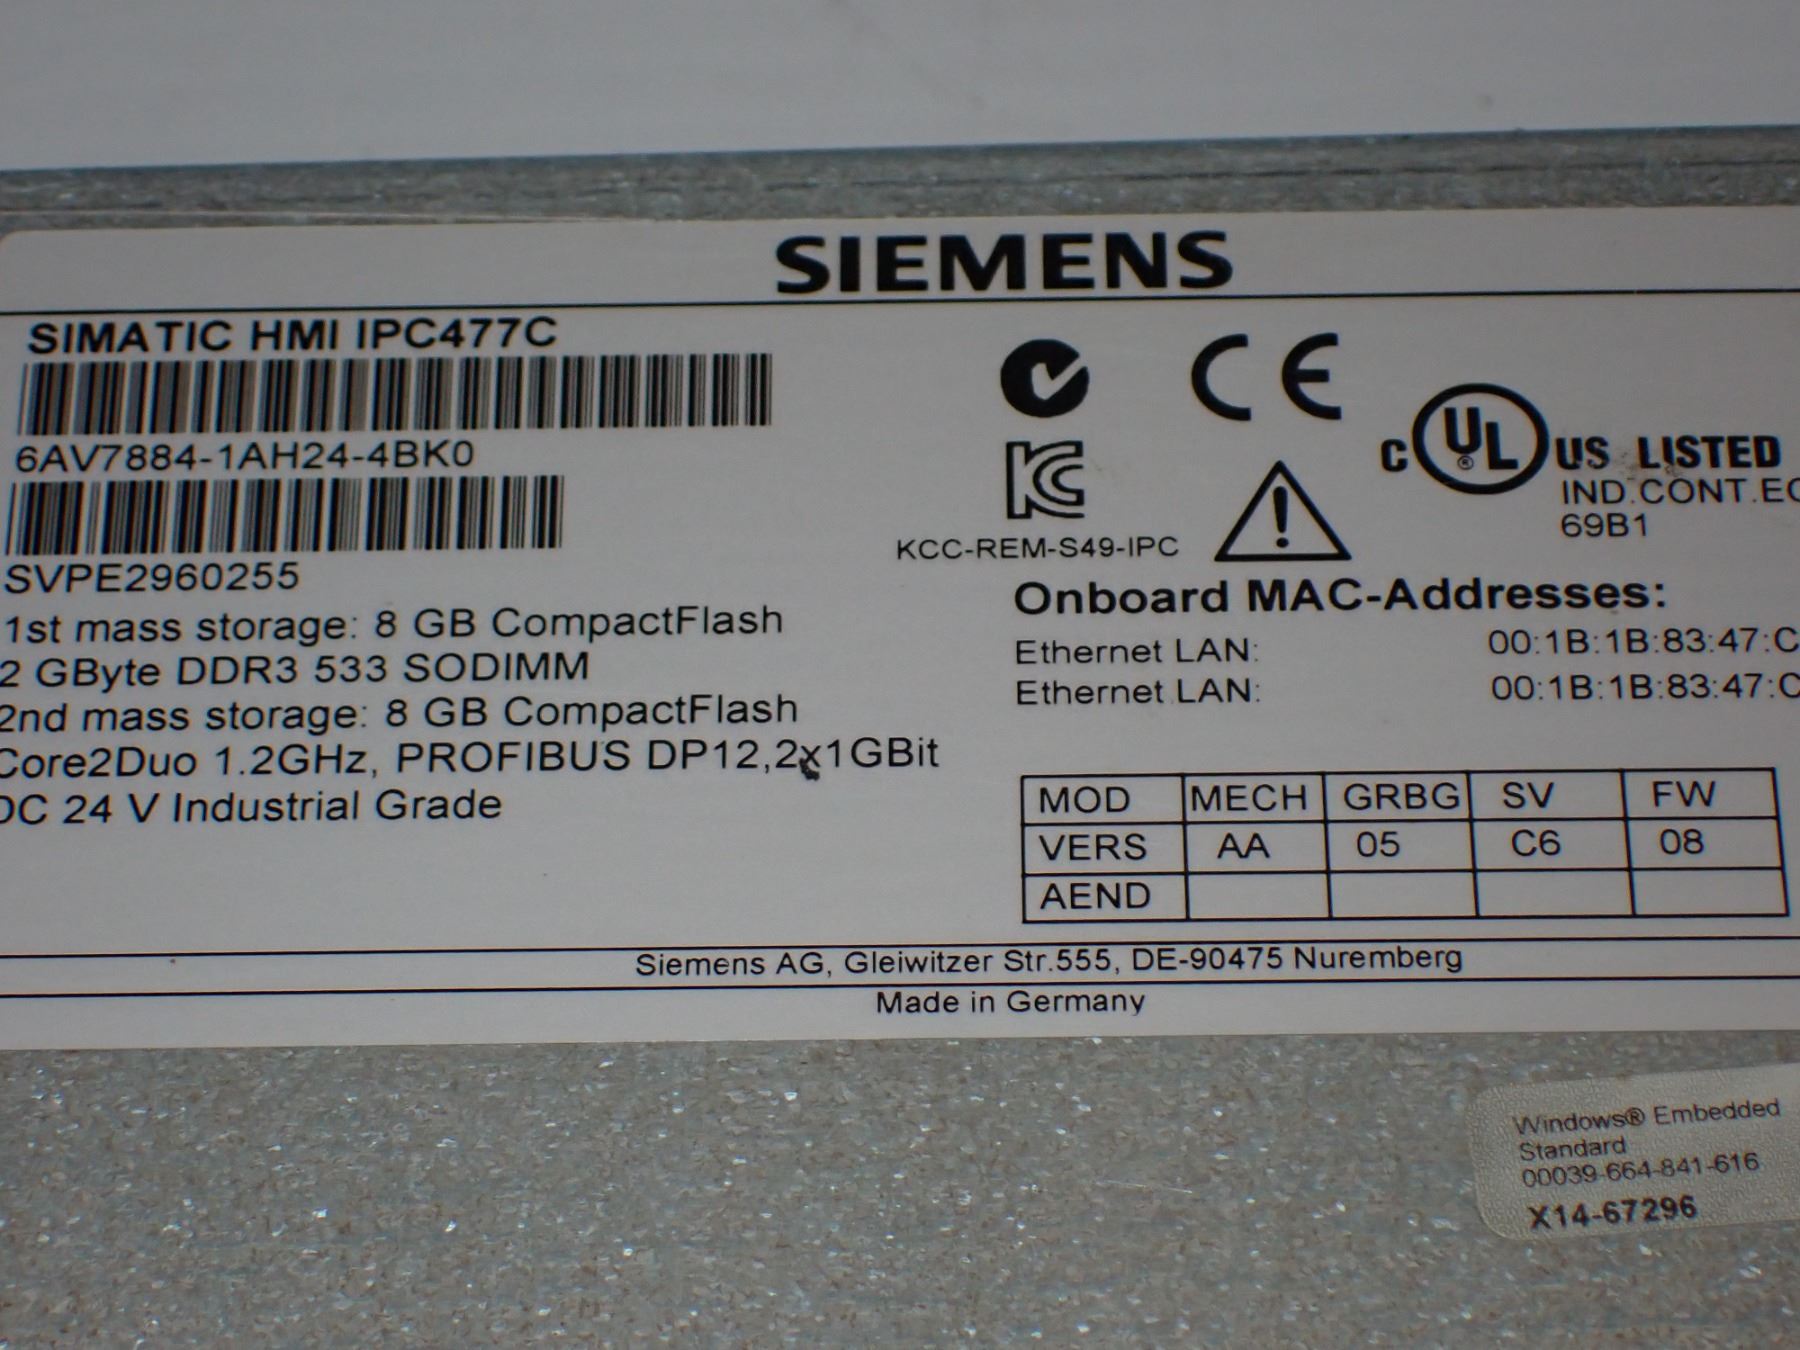 SIEMENS
SIMATIC HMI IPC477C
6AV7884-1AH24-4BK0
SVPE2960255
1st mass storage: 8 GB CompactFlash
2 GByte DDR3 533 SODIMM
2nd mass storage: 8 GB CompactFlash
Core2Duo 1.2GHz, PROFIBUS DP12,2x1GBit
DC 24 V Industrial Grade
CE
KC
KCC-REM-S49-IPC
C UL® US LISTED
IND.CONT.EQ
69B1
Onboard MAC-Addresses:
Ethernet LAN: 00:1B:1B:83:47:C
Ethernet LAN: 00:1B:1B:83:47:C
MOD MECH GRBG SV FW
VERS AA 05 C6 08
AEND
Siemens AG, Gleiwitzer Str.555, DE-90475 Nuremberg
Made in Germany
Windows® Embedded
Standard
00039-664-841-616
X14-67296